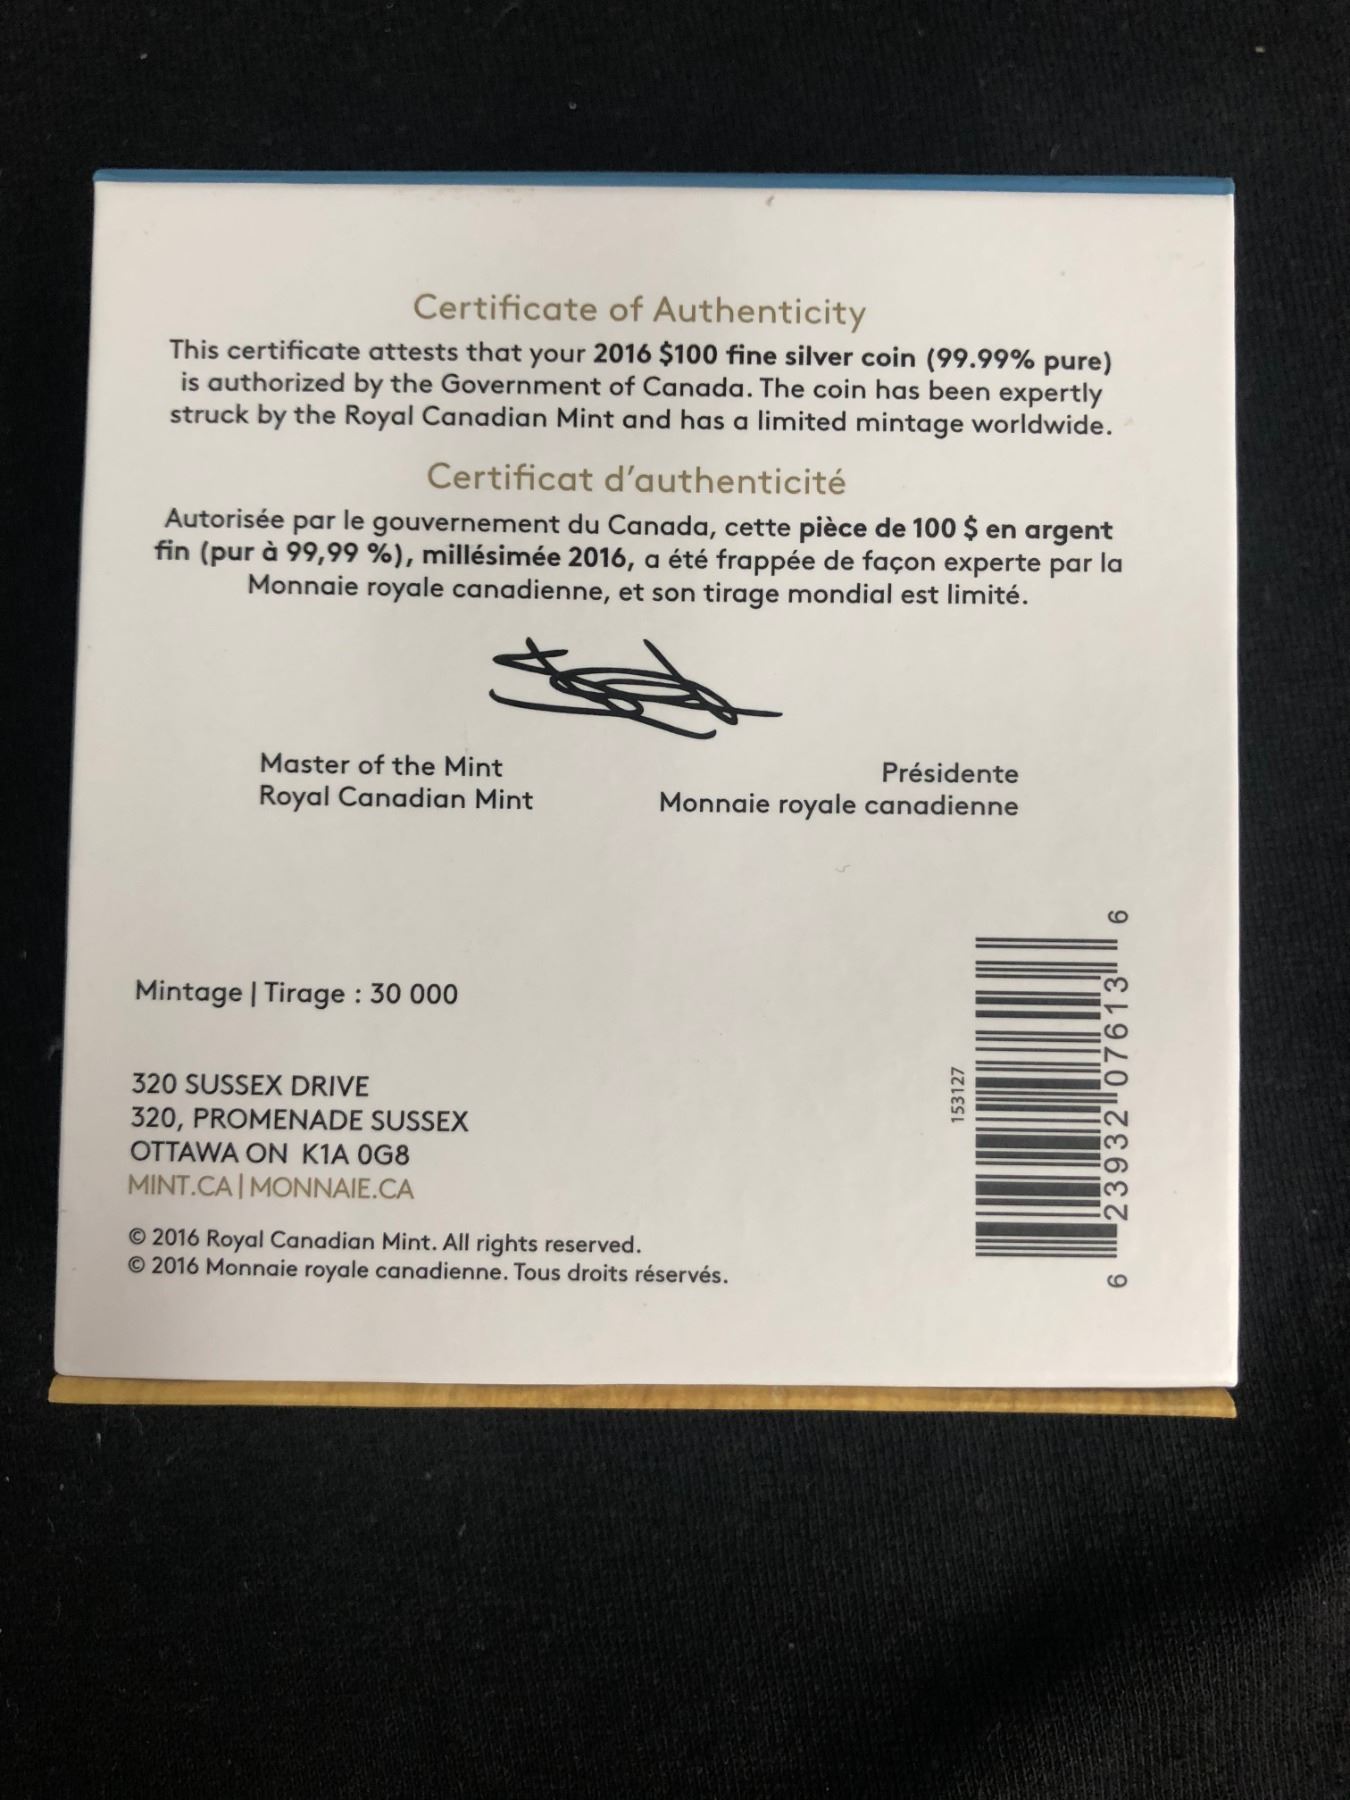 Certificate of Authenticity
This certificate attests that your 2016 $100 fine silver coin (99.99% pure)
is authorized by the Government of Canada. The coin has been expertly
struck by the Royal Canadian Mint and has a limited mintage worldwide.
Certificat d'authenticité
Autorisée par le gouvernement du Canada, cette pièce de 100 $ en argent
fin (pur à 99,99 %), millésimée 2016, a été frappée de façon experte par la
Monnaie royale canadienne, et son tirage mondial est limité.
Master of the Mint
Royal Canadian Mint
Présidente
Monnaie royale canadienne
Mintage | Tirage : 30 000
320 SUSSEX DRIVE
320, PROMENADE SUSSEX
OTTAWA ON K1A 0G8
MINT.CA | MONNAIE.CA
© 2016 Royal Canadian Mint. All rights reserved.
© 2016 Monnaie royale canadienne. Tous droits réservés.
153127
6 23932 07613 6